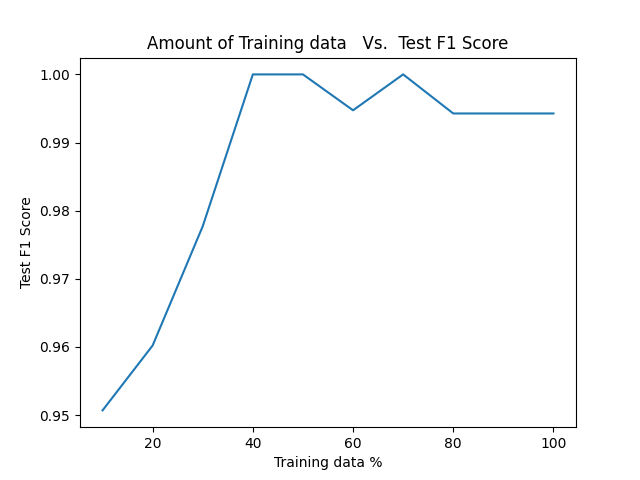 Amount of Training data   Vs.  Test F1 Score
1.00
0.99
0.98
0.97
0.96
0.95
Test F1 Score
20 40 60 80 100
Training data %